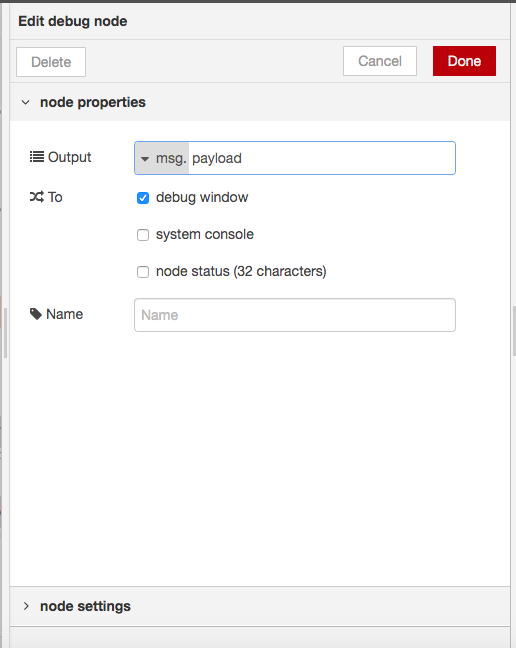 Edit debug node
Delete Cancel Done
node properties
Output msg. payload
To debug window
system console
node status (32 characters)
Name Name
node settings